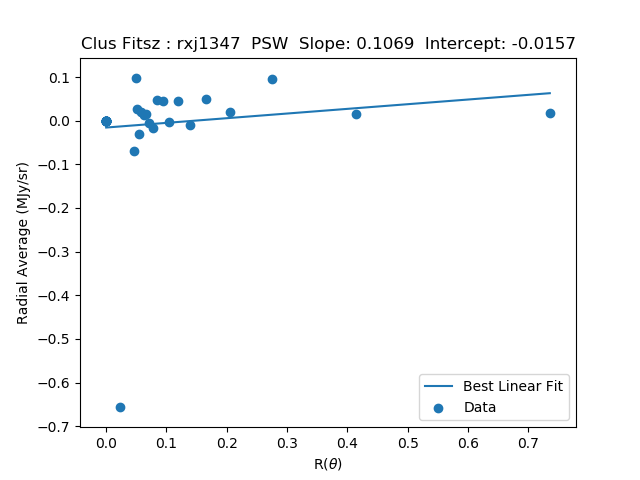 Clus Fitsz : rxj1347  PSW  Slope: 0.1069  Intercept: -0.0157
0.1
0.0
−0.1
−0.2
−0.3
−0.4
−0.5
−0.6
−0.7
Radial Average (MJy/sr)
Best Linear Fit
Data
0.0 0.1 0.2 0.3 0.4 0.5 0.6 0.7
R(θ)